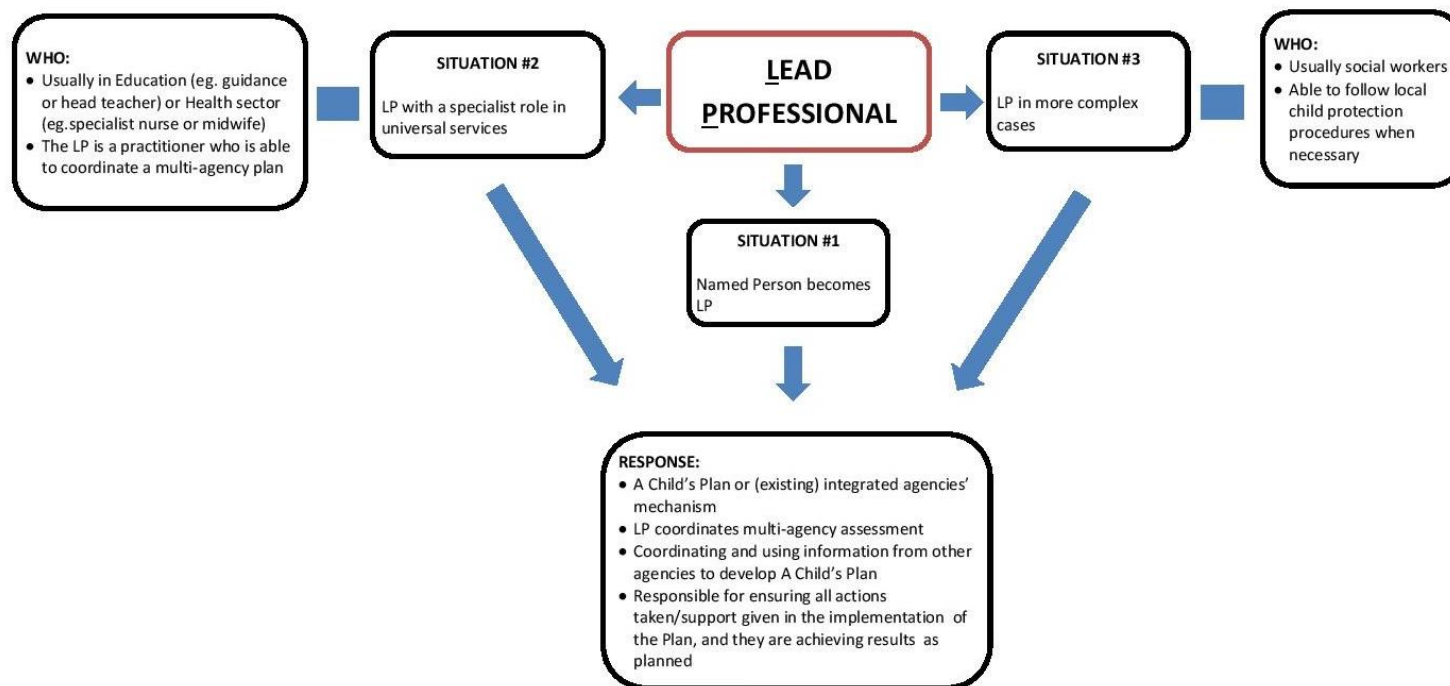 WHO:
• Usually in Education (eg. guidance
or head teacher) or Health sector
(eg.specialist nurse or midwife)
• The LP is a practitioner who is able
to coordinate a multi-agency plan
SITUATION #2
LP with a specialist role in
universal services
LEAD
PROFESSIONAL
SITUATION #3
LP in more complex
cases
WHO:
• Usually social workers
• Able to follow local
child protection
procedures when
necessary
SITUATION #1
Named Person becomes
LP
RESPONSE:
• A Child’s Plan or (existing) integrated agencies’
mechanism
• LP coordinates multi-agency assessment
• Coordinating and using information from other
agencies to develop A Child’s Plan
• Responsible for ensuring all actions
taken/support given in the implementation of
the Plan, and they are achieving results as
planned